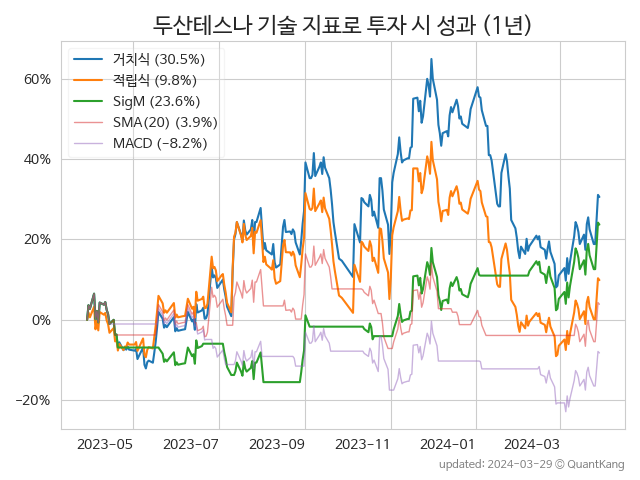 두산테스나 기술 지표로 투자 시 성과 (1년)
거치식 (30.5%)
적립식 (9.8%)
SigM (23.6%)
SMA(20) (3.9%)
MACD (−8.2%)
60%
40%
20%
0%
−20%
2023−05
2023−07
2023−09
2023−11
2024−01
2024−03
updated: 2024−03−29 © QuantKang